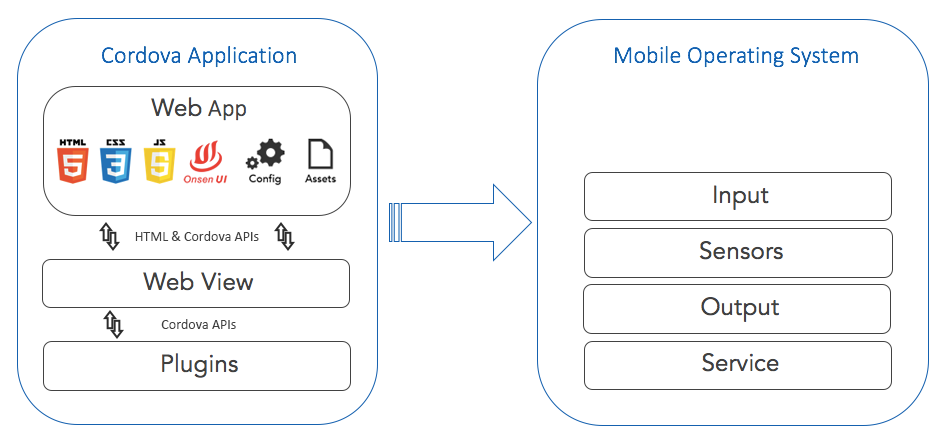 Cordova Application
Web App
HTML
5
CSS
3
JS
5
Onsen UI
Config
Assets
HTML & Cordova APIs
Web View
Cordova APIs
Plugins
Mobile Operating System
Input
Sensors
Output
Service